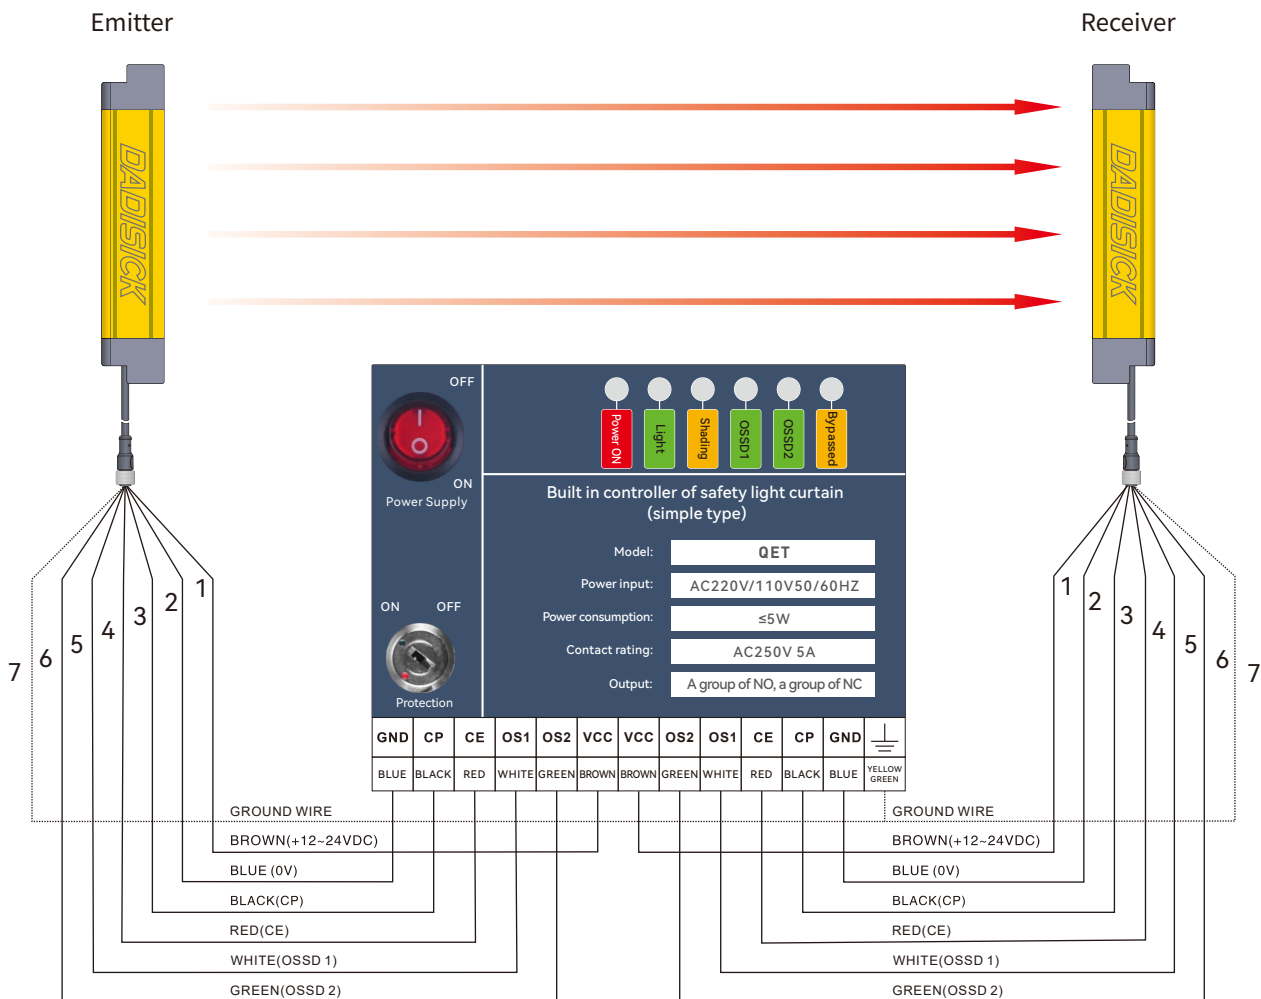 Emitter
Receiver
DADISICK
DADISICK
OFF
ON
Power Supply
Power ON
Light
Shading
OSSD1
OSSD2
Bypassed
Built in controller of safety light curtain
(simple type)
Model: QET
Power input: AC220V/110V50/60HZ
Power consumption: ≤5W
Contact rating: AC250V 5A
Output: A group of NO, a group of NC
ON OFF
Protection
GND CP CE OS1 OS2 VCC VCC OS2 OS1 CE CP GND
BLUE BLACK RED WHITE GREEN BROWN BROWN GREEN WHITE RED BLACK BLUE YELLOW GREEN
7 6 5 4 3 2 1
1 2 3 4 5 6 7
GROUND WIRE
BROWN(+12~24VDC)
BLUE (0V)
BLACK(CP)
RED(CE)
WHITE(OSSD 1)
GREEN(OSSD 2)
GROUND WIRE
BROWN(+12~24VDC)
BLUE (0V)
BLACK(CP)
RED(CE)
WHITE(OSSD 1)
GREEN(OSSD 2)